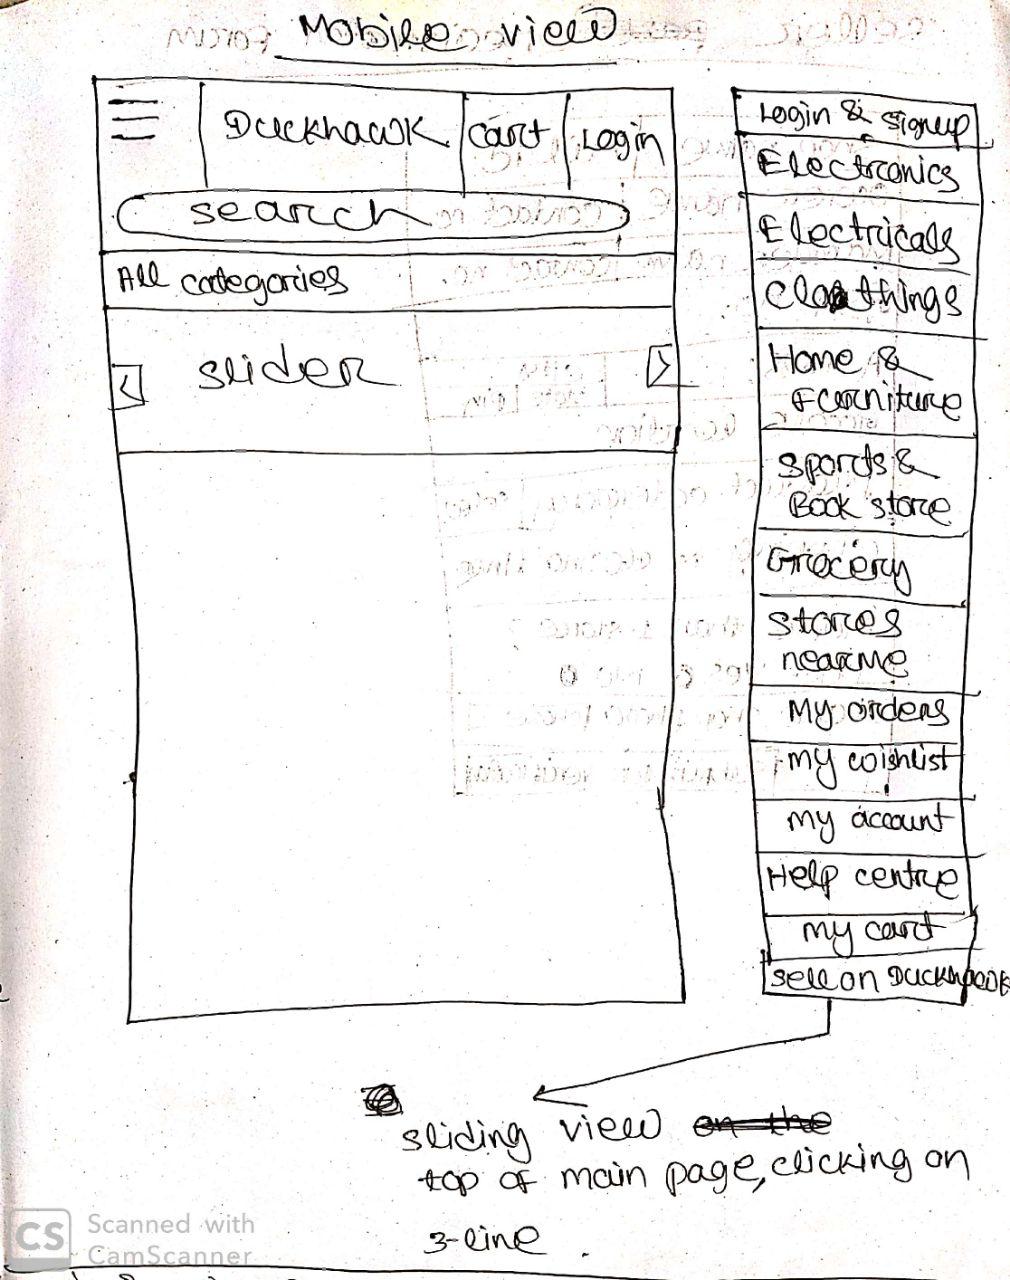 Mobile view
Duckhawk
cart
Login
search
All categories
<
slider
>
Login & signup
Electronics
Electricals
Clothings
Home &
Furniture
Sports &
Book store
Grocery
Stores
nearme
My orders
my wishlist
my account
Help centre
my cart
sell on Duckhawk
sliding view on the
top of main page, clicking on
3-line .
CS
Scanned with
CamScanner